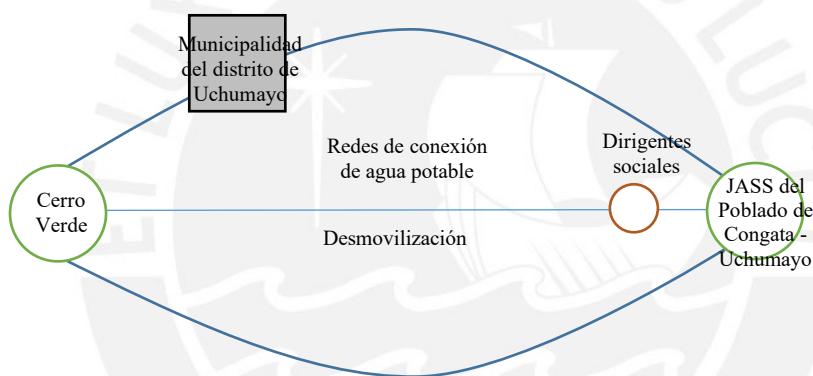 Municipalidad
del distrito de
Uchumayo
Redes de conexión
de agua potable
Dirigentes
sociales
Cerro
Verde
JASS del
Poblado de
Congata -
Uchumayo
Desmovilización